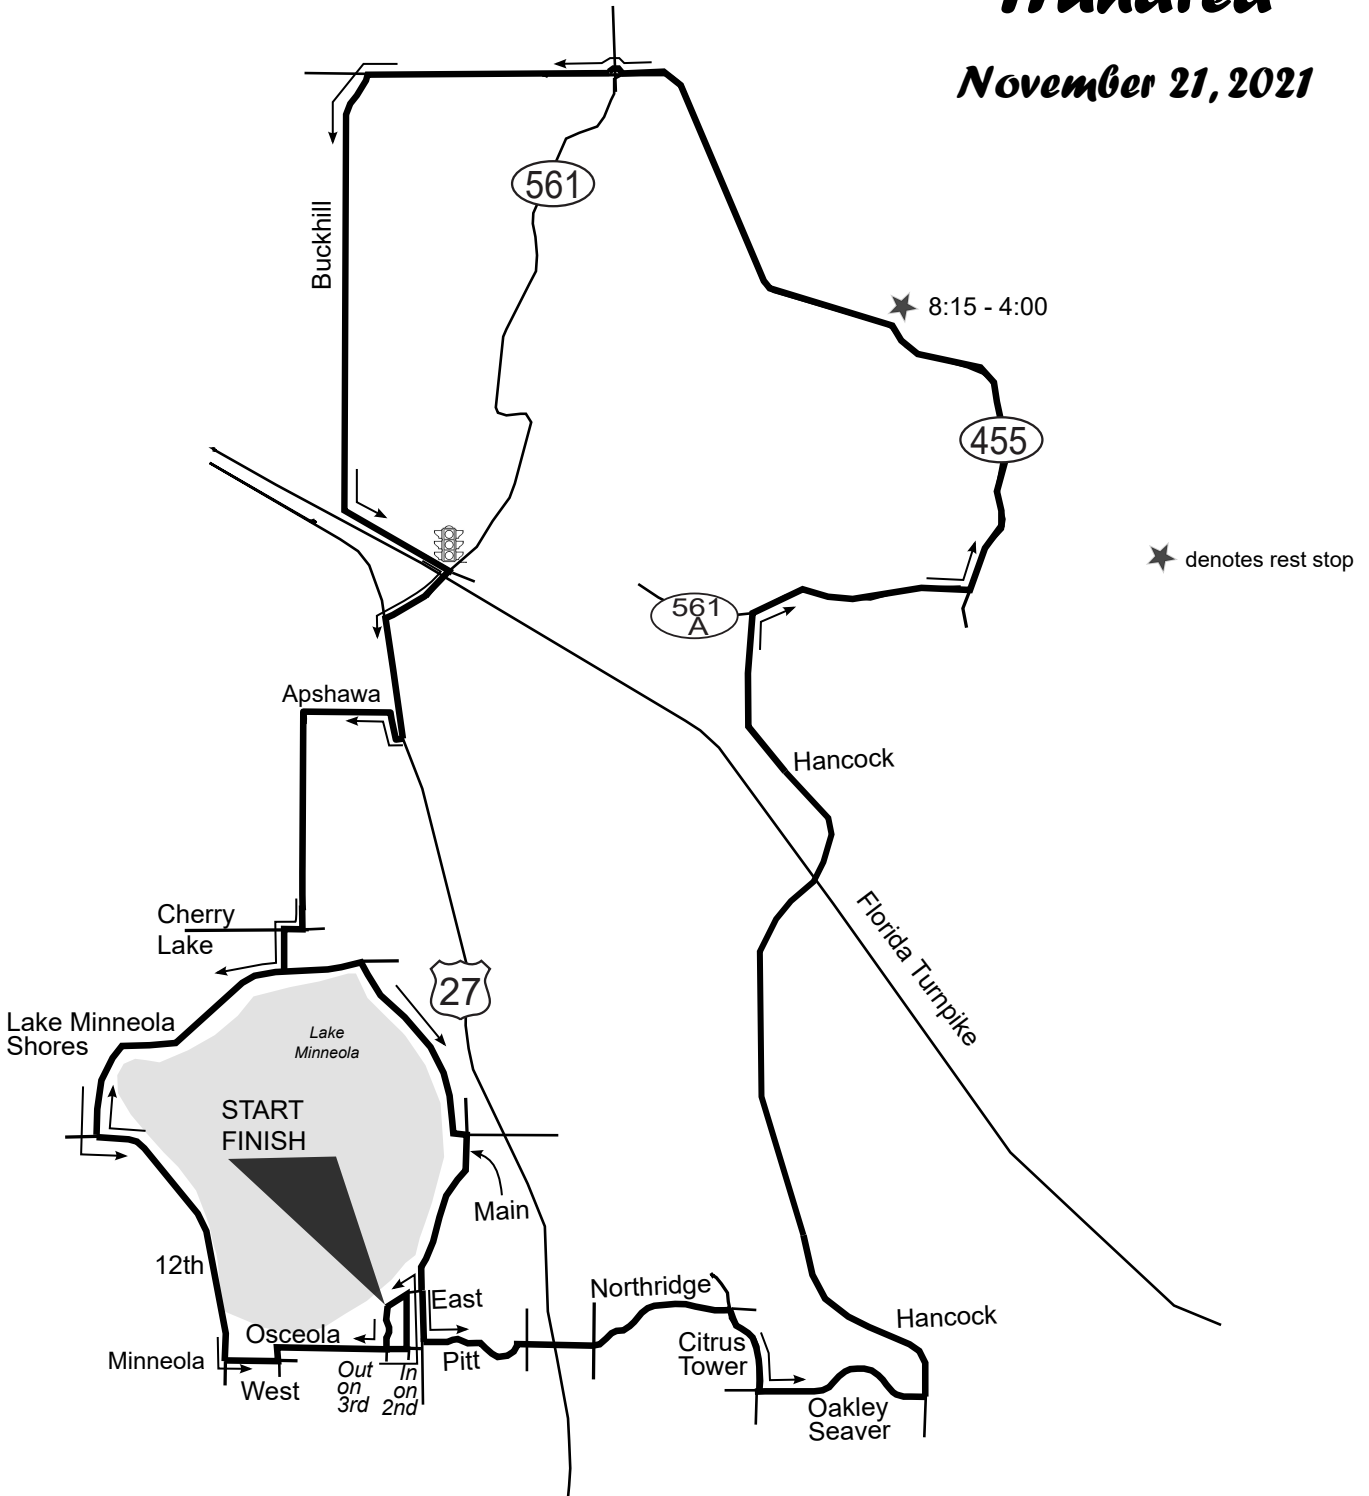 November 21, 2021
561
Buckhill
8:15 - 4:00
455
denotes rest stop
561
A
Apshawa
Hancock
Cherry
Lake
Florida Turnpike
27
Lake Minneola
Shores
Lake
Minneola
START
FINISH
Main
12th
East
Northridge
Hancock
Osceola
Citrus
Tower
Minneola
Pitt
West
Out
on
3rd
In
on
2nd
Oakley
Seaver